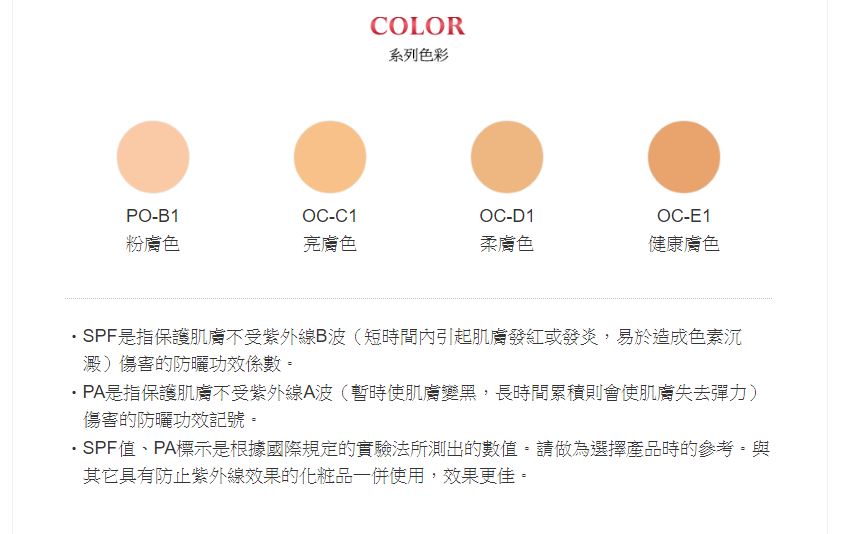 COLOR
系列色彩
PO-B1 OC-C1 OC-D1 OC-E1
粉膚色 亮膚色 柔膚色 健康膚色
・SPF是指保護肌膚不受紫外線B波（短時間內引起肌膚發紅或發炎，易於造成色素沉
澱）傷害的防曬功效係數。
・PA是指保護肌膚不受紫外線A波（暫時使肌膚變黑，長時間累積則會使肌膚失去彈力）
傷害的防曬功效記號。
・SPF值、PA標示是根據國際規定的實驗法所測出的數值。請做為選擇產品時的參考。與
其它具有防止紫外線效果的化粧品一併使用，效果更佳。